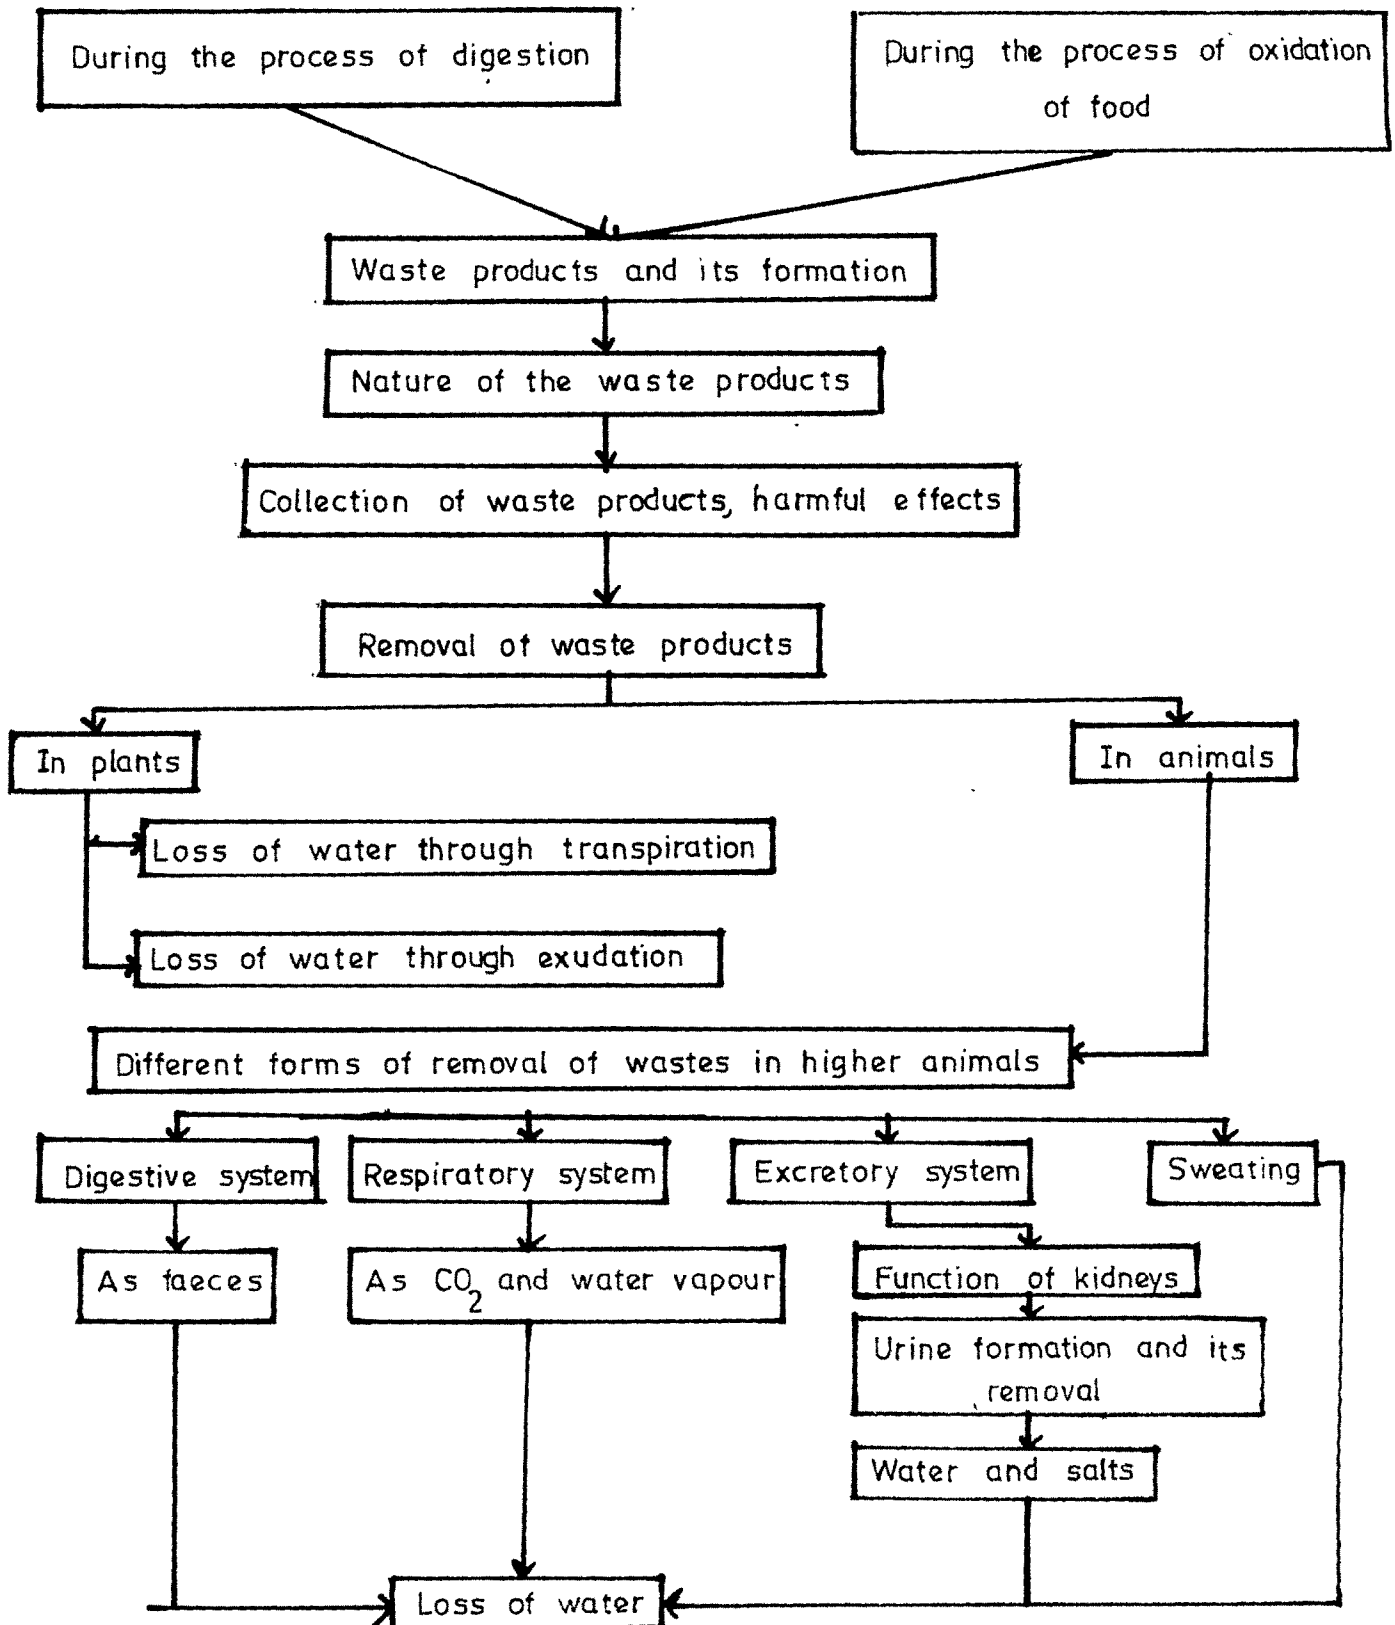 During the process of digestion
During the process of oxidation
of food
Waste products and its formation
Nature of the waste products
Collection of waste products, harmful effects
Removal of waste products
In plants
In animals
Loss of water through transpiration
Loss of water through exudation
Different forms of removal of wastes in higher animals
Digestive system
Respiratory system
Excretory system
Sweating
As faeces
As CO₂ and water vapour
Function of kidneys
Urine formation and its
removal
Water and salts
Loss of water